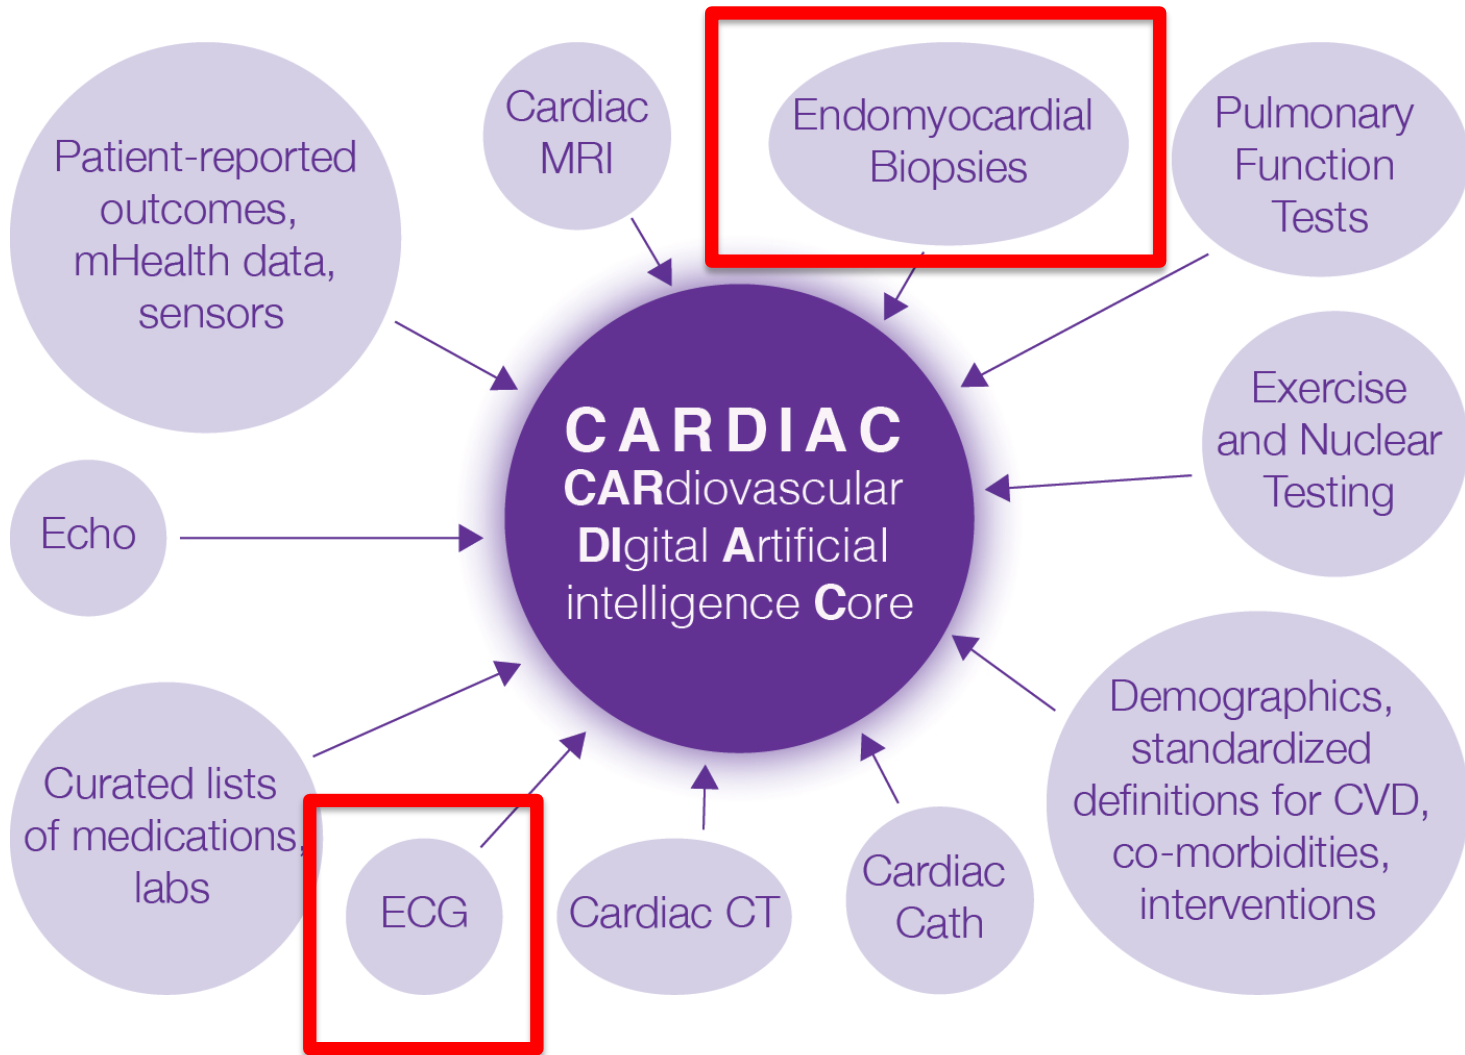 Patient-reported
outcomes,
mHealth data,
sensors
Cardiac
MRI
Endomyocardial
Biopsies
Pulmonary
Function
Tests
CARDIAC
CARdiovascular
DIgital Artificial
intelligence Core
Exercise
and Nuclear
Testing
Echo
Curated lists
of medications,
labs
ECG
Cardiac CT
Cardiac
Cath
Demographics,
standardized
definitions for CVD,
co-morbidities,
interventions